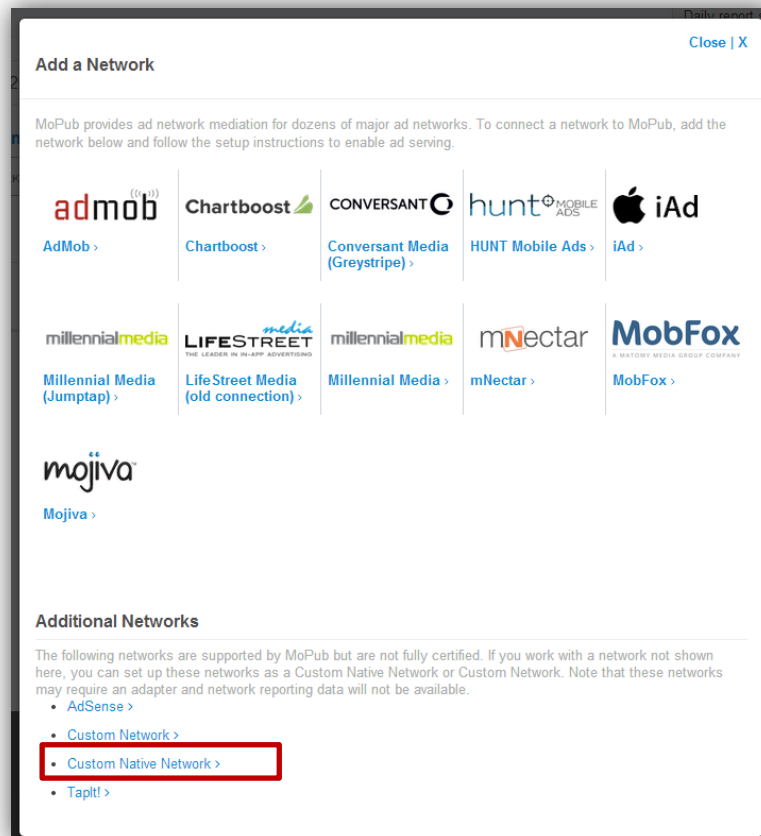 Daily report
Close | X
Add a Network
MoPub provides ad network mediation for dozens of major ad networks. To connect a network to MoPub, add the
network below and follow the setup instructions to enable ad serving.
admob
Chartboost
CONVERSANT
hunt MOBILE
ADS
iAd
AdMob ›
Chartboost ›
Conversant Media
(Greystripe) ›
HUNT Mobile Ads ›
iAd ›
millennialmedia
LIFESTREET media
THE LEADER IN IN-APP ADVERTISING
millennialmedia
mNectar
MobFox
A MATOMY MEDIA GROUP COMPANY
Millennial Media
(Jumptap) ›
LifeStreet Media
(old connection) ›
Millennial Media ›
mNectar ›
MobFox ›
mojiva
Mojiva ›
Additional Networks
The following networks are supported by MoPub but are not fully certified. If you work with a network not shown
here, you can set up these networks as a Custom Native Network or Custom Network. Note that these networks
may require an adapter and network reporting data will not be available.
• AdSense ›
• Custom Network ›
• Custom Native Network ›
• TapIt! ›